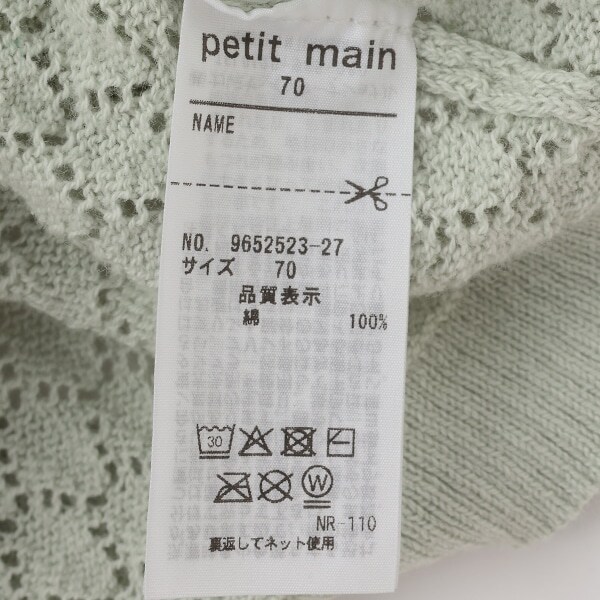 petit main
70
NAME
NO. 9652523-27
サイズ 70
品質表示
綿 100%
30
W
NR-110
裏返してネット使用